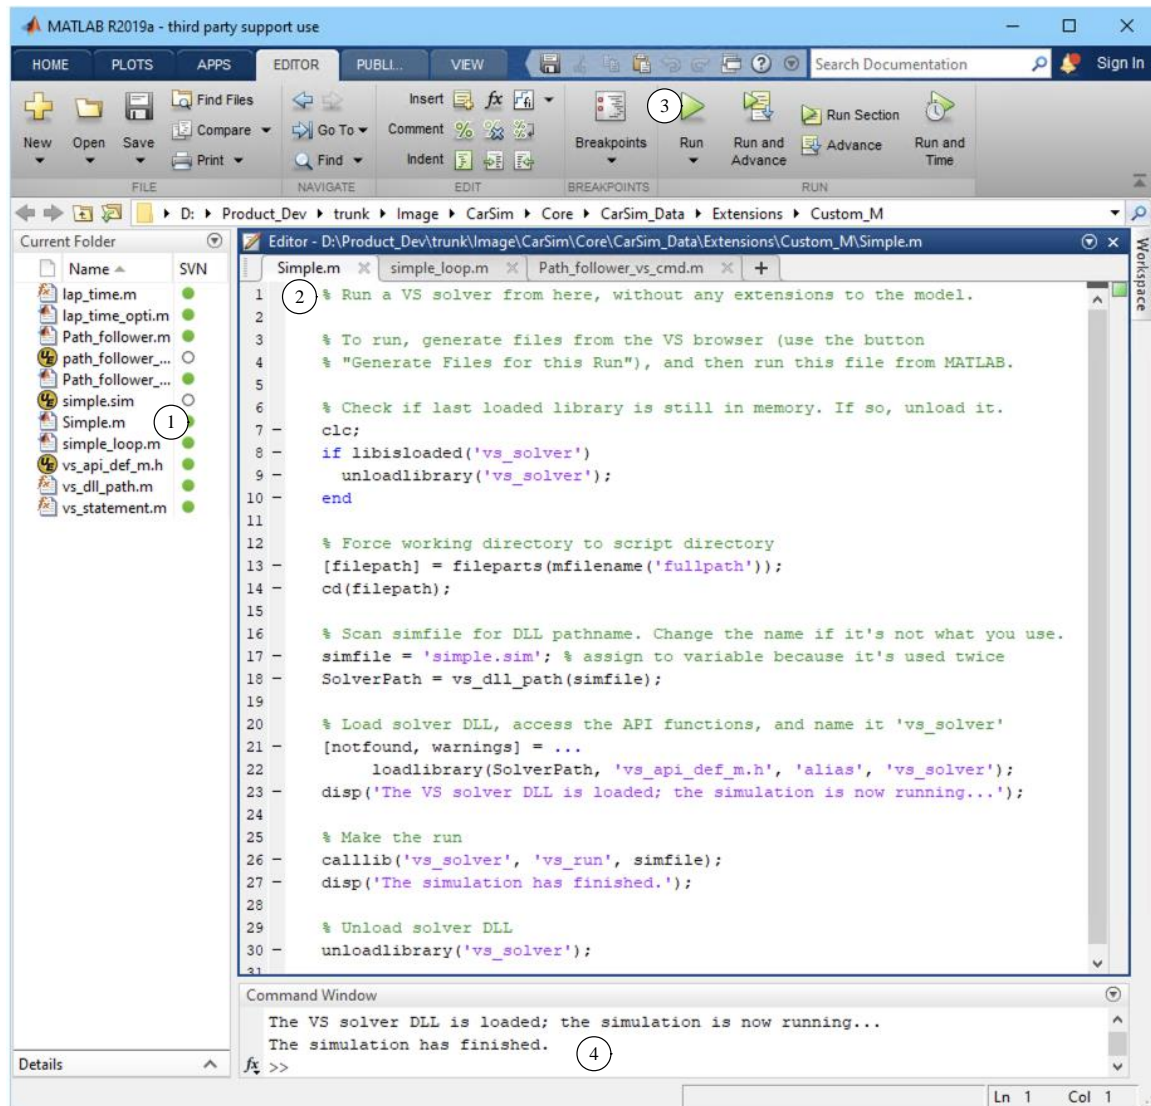 MATLAB R2019a - third party support use
HOME PLOTS APPS EDITOR PUBLI... VIEW Search Documentation Sign In
New Open Save Find Files Compare Print
FILE
Go To Find
NAVIGATE
Insert fx
Comment %
Indent
EDIT
Breakpoints
BREAKPOINTS
3
Run Run and Advance Run Section Advance Run and Time
RUN
D: Product_Dev trunk Image CarSim Core CarSim_Data Extensions Custom_M
Current Folder
Name SVN
lap_time.m
lap_time_opti.m
Path_follower.m
path_follower_...
Path_follower_...
simple.sim
Simple.m 1
simple_loop.m
vs_api_def_m.h
vs_dll_path.m
vs_statement.m
Details
Editor - D:\Product_Dev\trunk\Image\CarSim\Core\CarSim_Data\Extensions\Custom_M\Simple.m
Workspace
Simple.m simple_loop.m Path_follower_vs_cmd.m +
1 2 % Run a VS solver from here, without any extensions to the model.
2
3 % To run, generate files from the VS browser (use the button
4 % "Generate Files for this Run"), and then run this file from MATLAB.
5
6 % Check if last loaded library is still in memory. If so, unload it.
7 - clc;
8 - if libisloaded('vs_solver')
9 - unloadlibrary('vs_solver');
10 - end
11
12 % Force working directory to script directory
13 - [filepath] = fileparts(mfilename('fullpath'));
14 - cd(filepath);
15
16 % Scan simfile for DLL pathname. Change the name if it's not what you use.
17 - simfile = 'simple.sim'; % assign to variable because it's used twice
18 - SolverPath = vs_dll_path(simfile);
19
20 % Load solver DLL, access the API functions, and name it 'vs_solver'
21 - [notfound, warnings] = ...
22 loadlibrary(SolverPath, 'vs_api_def_m.h', 'alias', 'vs_solver');
23 - disp('The VS solver DLL is loaded; the simulation is now running...');
24
25 % Make the run
26 - calllib('vs_solver', 'vs_run', simfile);
27 - disp('The simulation has finished.');
28
29 % Unload solver DLL
30 - unloadlibrary('vs_solver');
31
Command Window
The VS solver DLL is loaded; the simulation is now running...
The simulation has finished. 4
fx >>
Ln 1 Col 1